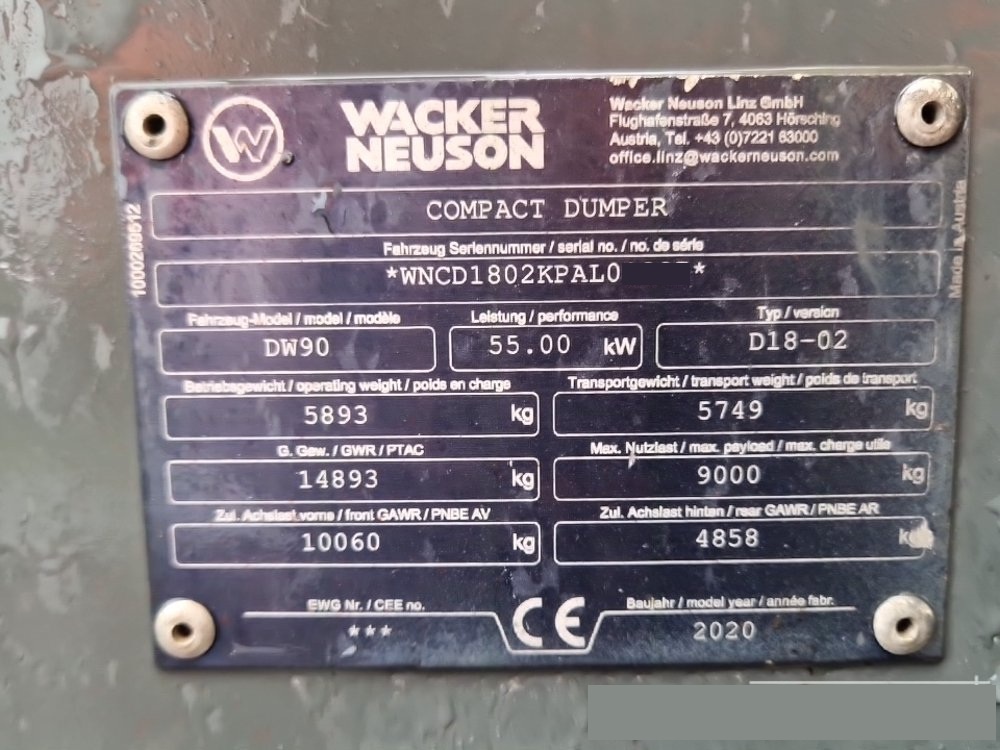 W
WACKER
NEUSON
Wacker Neuson Linz GmbH
Flughafenstraße 7, 4063 Hörsching
Austria, Tel. +43 (0)7221 63000
office.linz@wackerneuson.com
COMPACT DUMPER
1000269612
Made in Austria
Fahrzeug Seriennummer / serial no. / no. de série
*WNCD1802KPAL0 *
Fahrzeug-Model / model / modèle
Leistung / performance
Typ / version
DW90
55.00 kW
D18-02
Betriebsgewicht / operating weight / poids en charge
Transportgewicht / transport weight / poids de transport
5893 kg
5749 kg
G. Gew. / GWR / PTAC
Max. Nutzlast / max. payload / max. charge utile
14893 kg
9000 kg
Zul. Achslast vorne / front GAWR / PNBE AV
Zul. Achslast hinten / rear GAWR / PNBE AR
10060 kg
4858 kg
EWG Nr. / CEE no.
CE
Baujahr / model year / année fabr.
***
2020